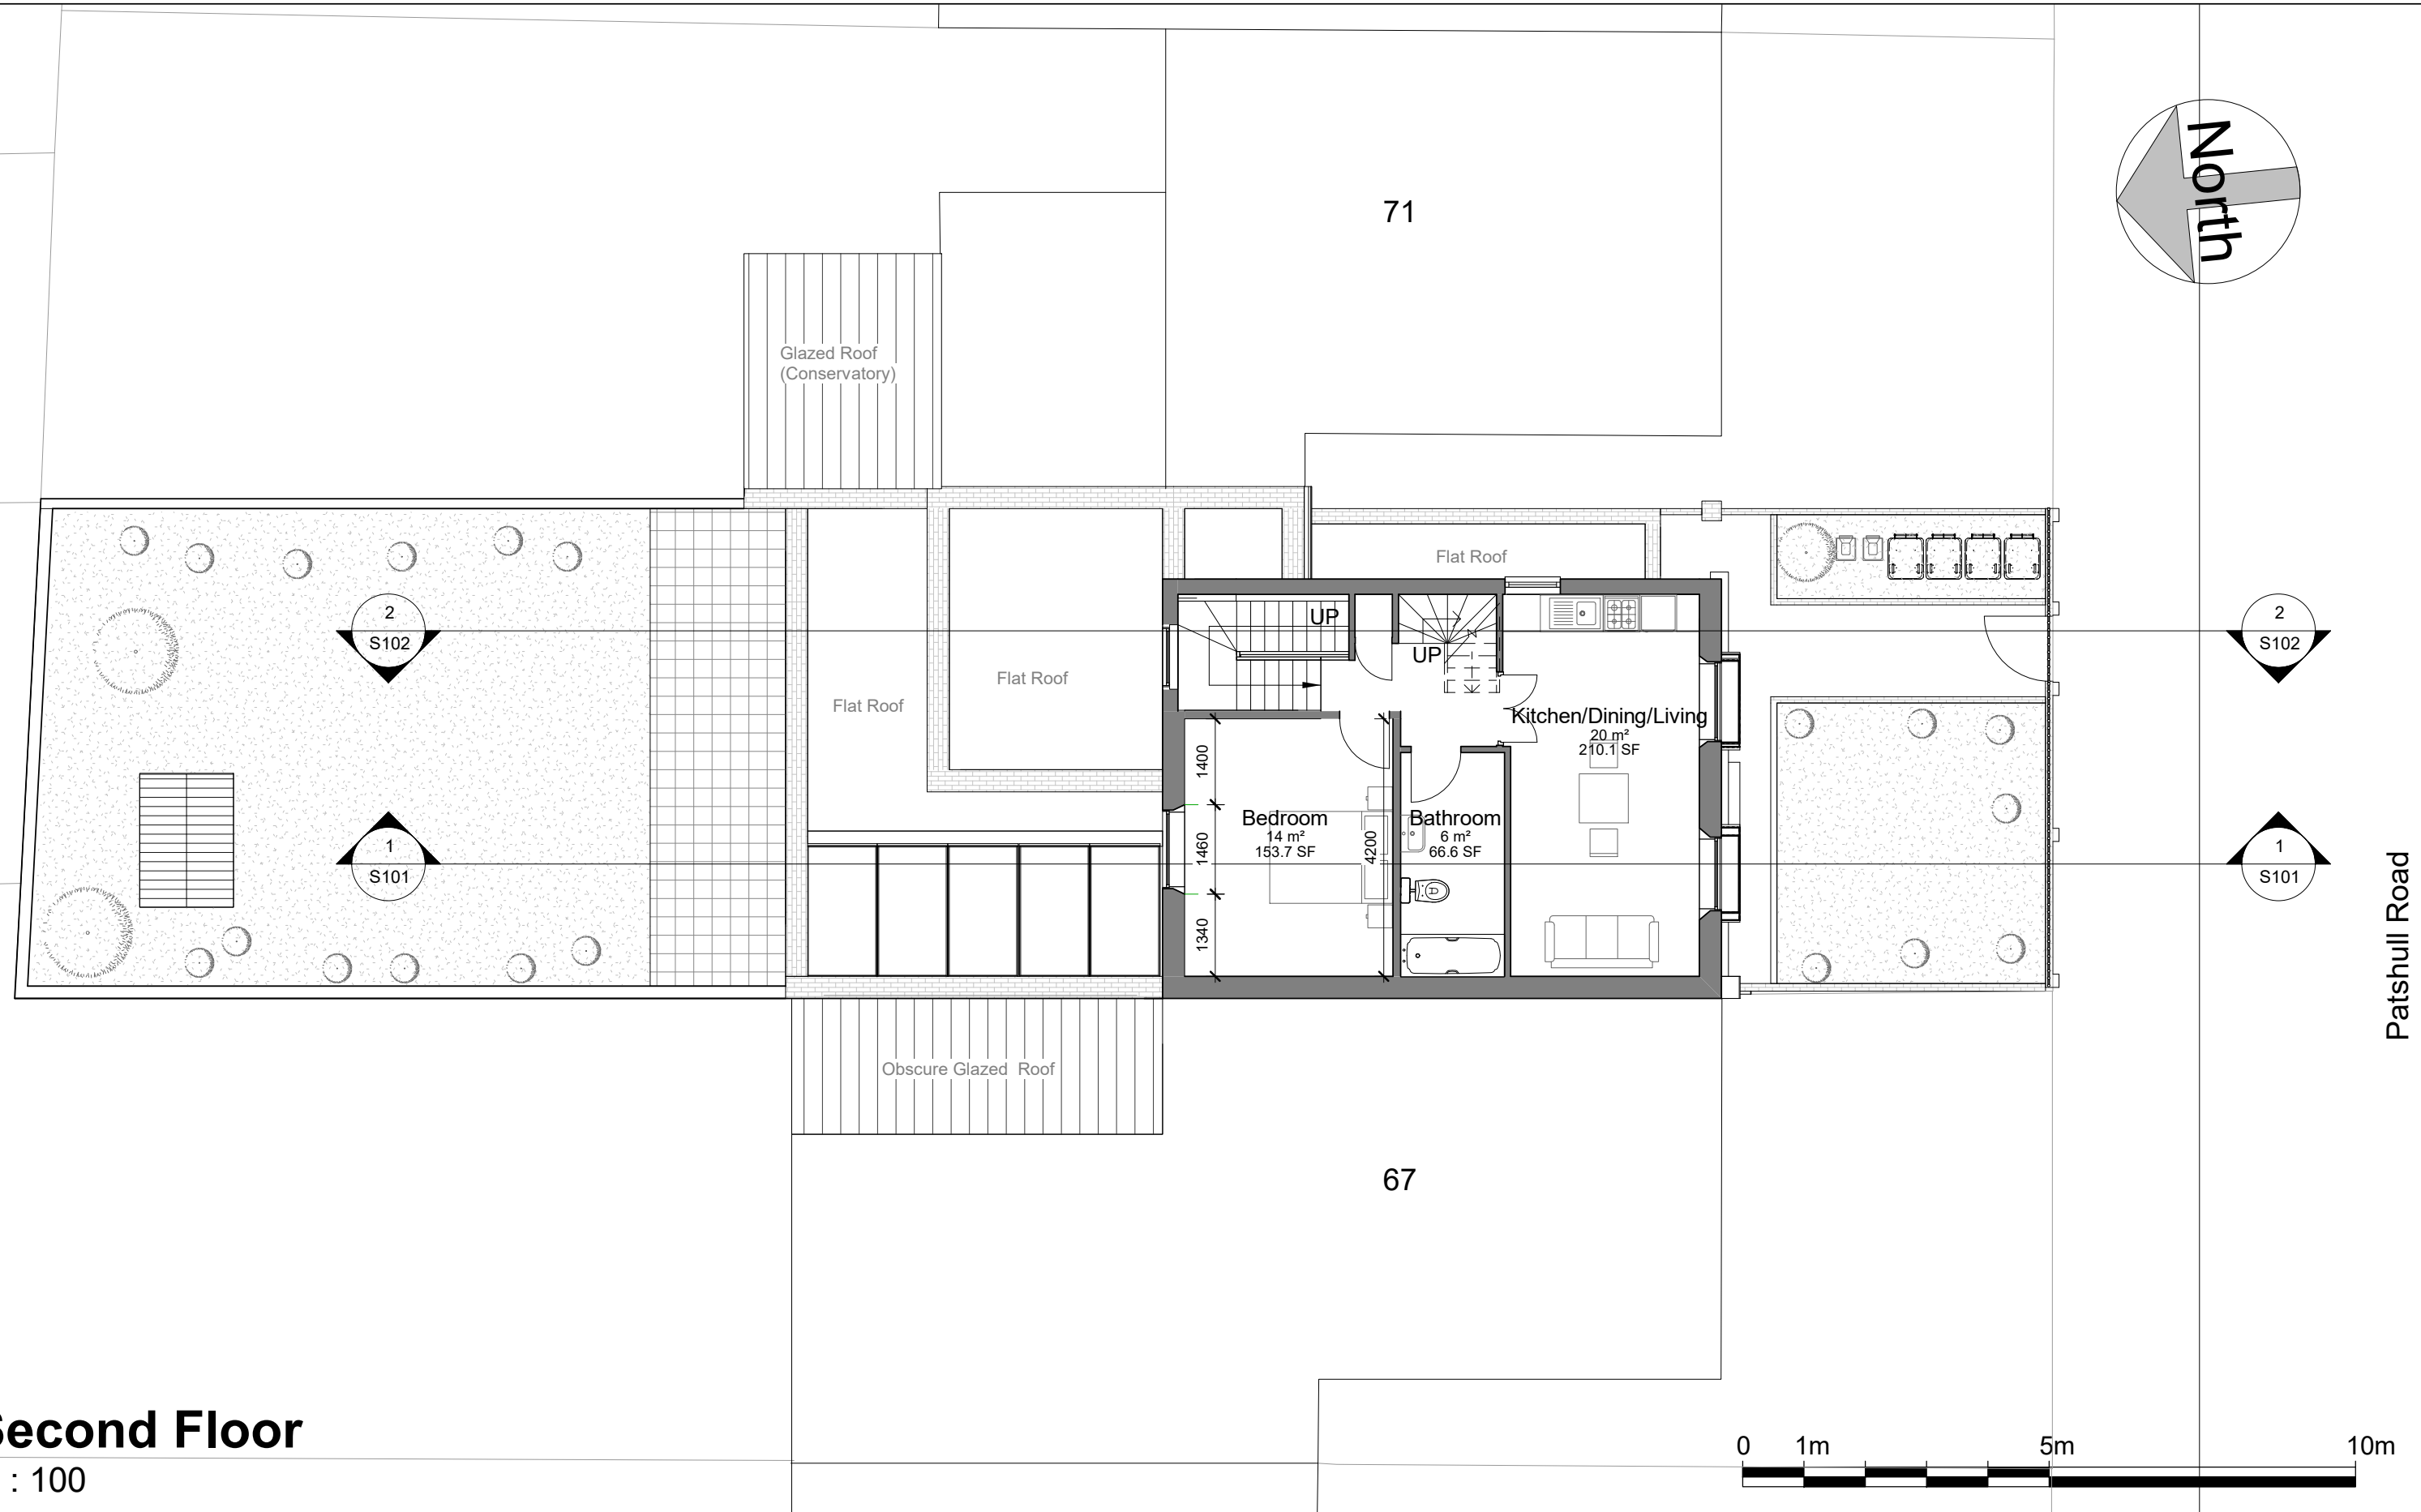 71
North
Glazed Roof
(Conservatory)
Flat Roof
2
S102
UP
UP
2
S102
Flat Roof
Flat Roof
Kitchen/Dining/Living
20 m²
210.1 SF
1400
1460
1340
4200
Bedroom
14 m²
153.7 SF
Bathroom
6 m²
66.6 SF
1
S101
1
S101
Patshull Road
Obscure Glazed Roof
67
Second Floor
: 100
0 1m 5m 10m